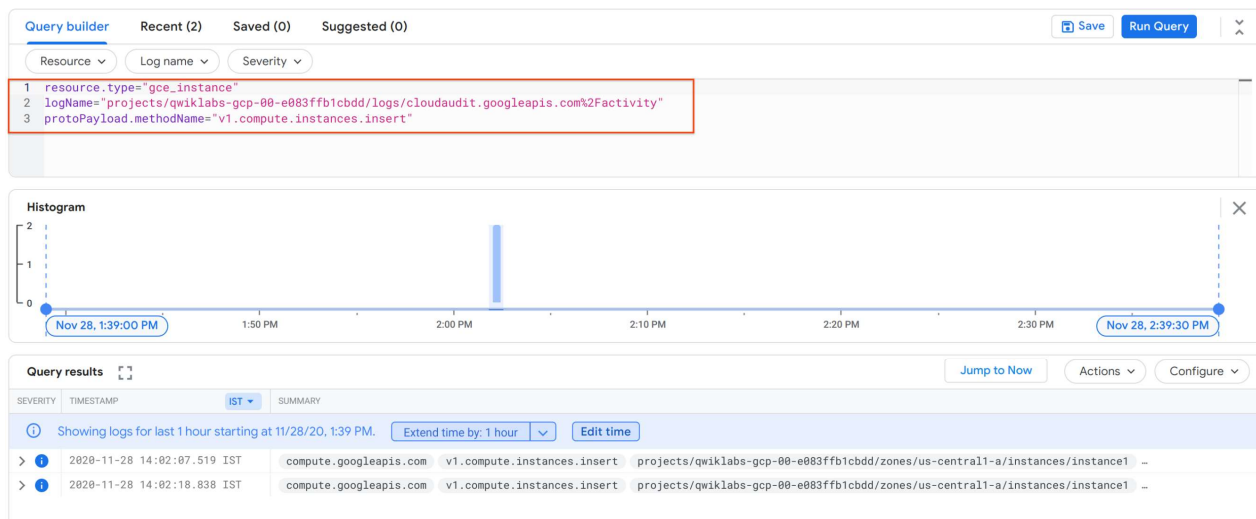 Query builder Recent (2) Saved (0) Suggested (0) Save Run Query
Resource Log name Severity
1 resource.type="gce_instance"
2 logName="projects/qwiklabs-gcp-00-e083ffb1cbdd/logs/cloudaudit.googleapis.com%2Factivity"
3 protoPayload.methodName="v1.compute.instances.insert"
Histogram
2
1
0
Nov 28, 1:39:00 PM 1:50 PM 2:00 PM 2:10 PM 2:20 PM 2:30 PM Nov 28, 2:39:30 PM
Query results Jump to Now Actions Configure
SEVERITY TIMESTAMP IST SUMMARY
Showing logs for last 1 hour starting at 11/28/20, 1:39 PM. Extend time by: 1 hour Edit time
2020-11-28 14:02:07.519 IST compute.googleapis.com v1.compute.instances.insert projects/qwiklabs-gcp-00-e083ffb1cbdd/zones/us-central1-a/instances/instance1 …
2020-11-28 14:02:18.838 IST compute.googleapis.com v1.compute.instances.insert projects/qwiklabs-gcp-00-e083ffb1cbdd/zones/us-central1-a/instances/instance1 …